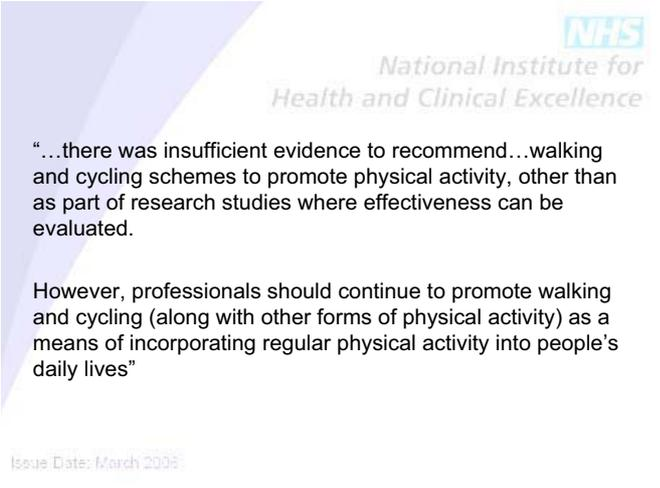 NHS
National Institute for
Health and Clinical Excellence
“…there was insufficient evidence to recommend…walking
and cycling schemes to promote physical activity, other than
as part of research studies where effectiveness can be
evaluated.
However, professionals should continue to promote walking
and cycling (along with other forms of physical activity) as a
means of incorporating regular physical activity into people’s
daily lives”
Issue Date: March 2006